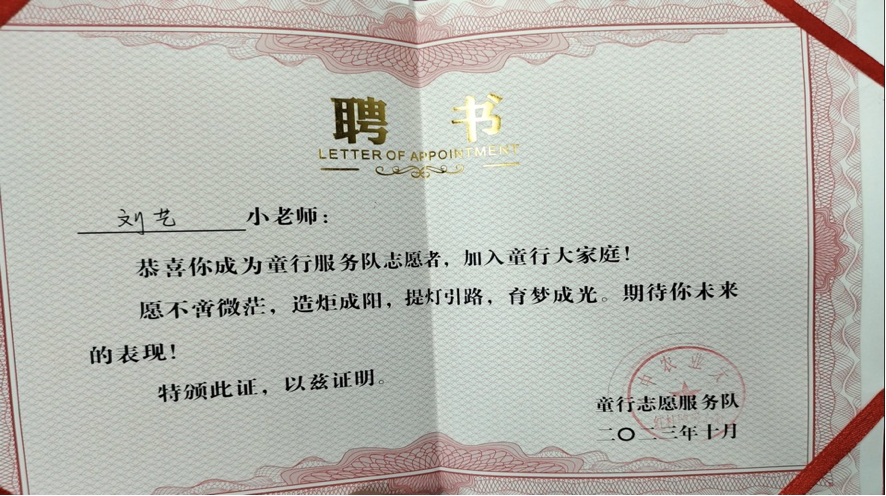 聘书
LETTER OF APPOINTMENT
刘艺 小老师：
恭喜你成为童行服务队志愿者，加入童行大家庭！
愿不啻微茫，造炬成阳，提灯引路，育梦成光。期待你未来
的表现！
特颁此证，以兹证明。
中农业大
童行志愿服务队
二〇二三年十月